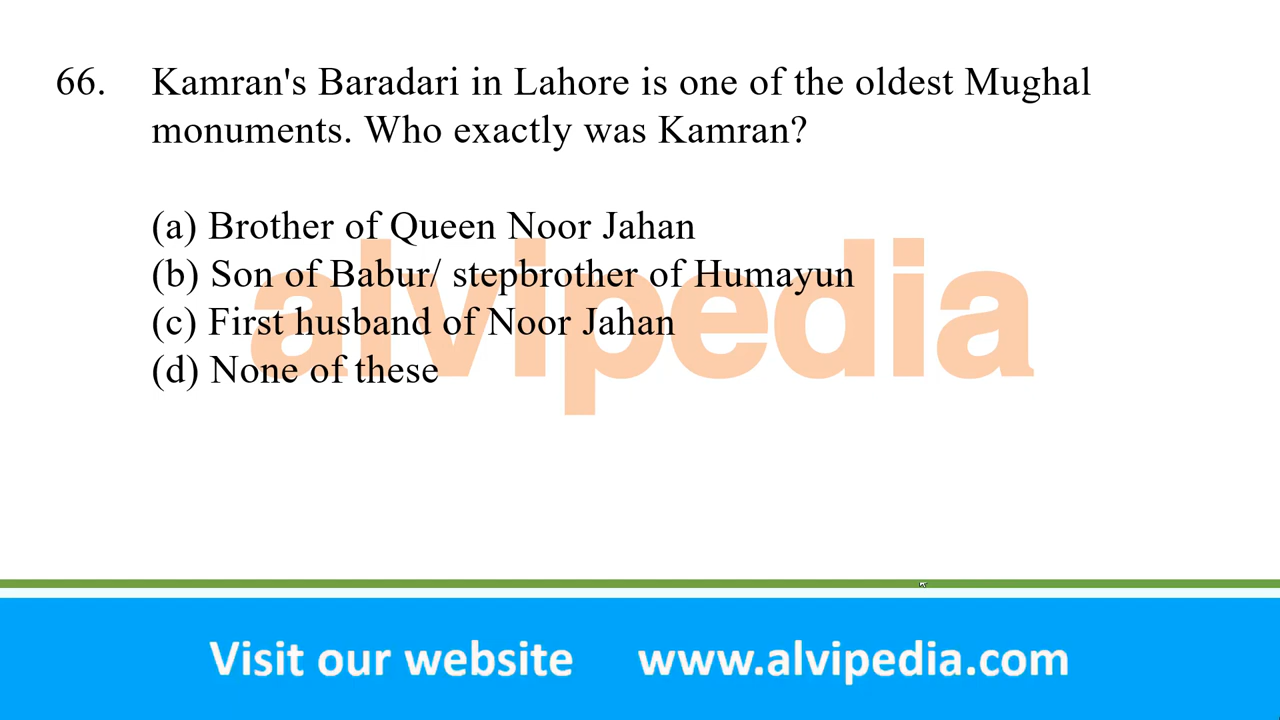 66. Kamran's Baradari in Lahore is one of the oldest Mughal
monuments. Who exactly was Kamran?
(a) Brother of Queen Noor Jahan
(b) Son of Babur/ stepbrother of Humayun
(c) First husband of Noor Jahan
(d) None of these
alvipedia
Visit our website www.alvipedia.com